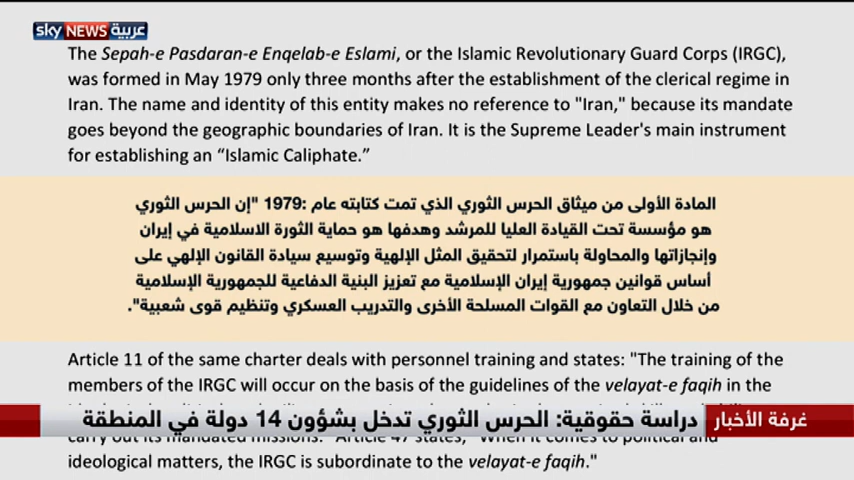 sky NEWS عربية
The Sepah-e Pasdaran-e Enqelab-e Eslami, or the Islamic Revolutionary Guard Corps (IRGC),
was formed in May 1979 only three months after the establishment of the clerical regime in
Iran. The name and identity of this entity makes no reference to "Iran," because its mandate
goes beyond the geographic boundaries of Iran. It is the Supreme Leader's main instrument
for establishing an “Islamic Caliphate.”
المادة الأولى من ميثاق الحرس الثوري الذي تمت كتابته عام :1979 "إن الحرس الثوري
هو مؤسسة تحت القيادة العليا للمرشد وهدفها هو حماية الثورة الاسلامية في إيران
وإنجازاتها والمحاولة باستمرار لتحقيق المثل الإلهية وتوسيع سيادة القانون الإلهي على
أساس قوانين جمهورية إيران الإسلامية مع تعزيز البنية الدفاعية للجمهورية الإسلامية
من خلال التعاون مع القوات المسلحة الأخرى والتدريب العسكري وتنظيم قوى شعبية".
Article 11 of the same charter deals with personnel training and states: "The training of the
members of the IRGC will occur on the basis of the guidelines of the velayat-e faqih in the
غرفة الأخبار دراسة حقوقية: الحرس الثوري تدخل بشؤون 14 دولة في المنطقة
carry out its mandated missions." Article 47 states, "When it comes to political and
ideological matters, the IRGC is subordinate to the velayat-e faqih."